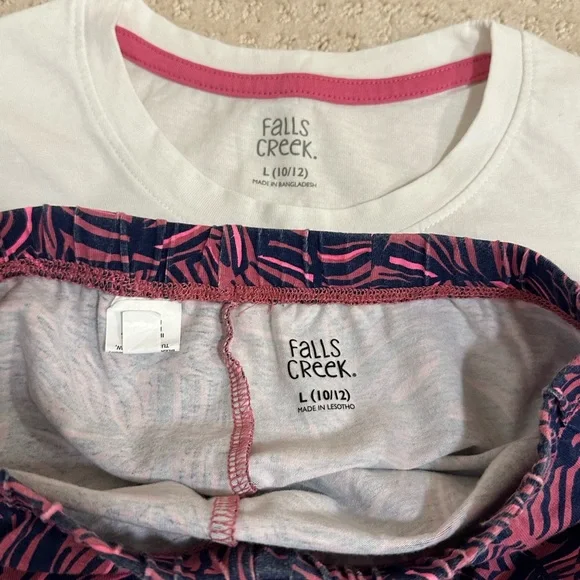 FALLS
CREEK.
L (10/12)
MADE IN BANGLADESH
FALLS
CREEK.
L (10/12)
MADE IN LESOTHO